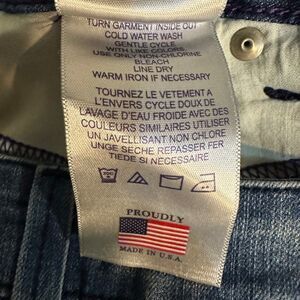 TURN GARMENT INSIDE OUT
COLD WATER WASH
GENTLE CYCLE
WITH LIKE COLORS
USE ONLY NON-CHLORINE
BLEACH
LINE DRY
WARM IRON IF NECESSARY
TOURNEZ LE VETEMENT A
L'ENVERS CYCLE DOUX DE
LAVAGE D'EAU FROIDE AVEC DES
COULEURS SIMILAIRES UTILISER
UN JAVELLISANT NON CHLORE
UNGE SECHE REPASSER FER
TIEDE SI NECESSAIRE
PROUDLY
MADE IN U.S.A.